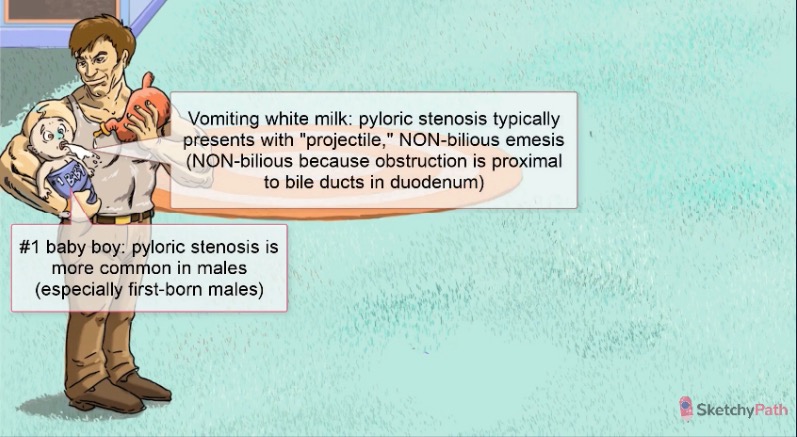 Vomiting white milk: pyloric stenosis typically
presents with "projectile," NON-bilious emesis
(NON-bilious because obstruction is proximal
to bile ducts in duodenum)
#1 baby boy: pyloric stenosis is
more common in males
(especially first-born males)
SketchyPath